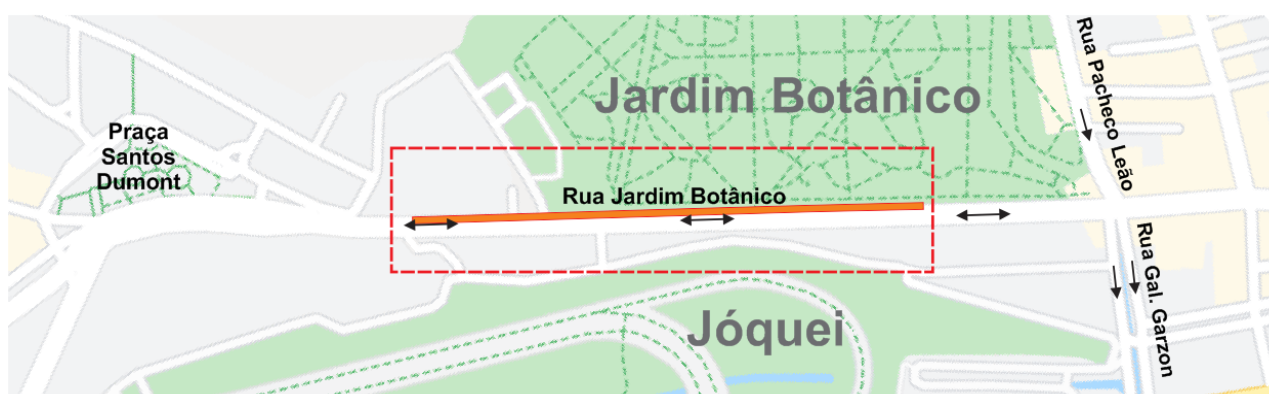 Jardim Botânico
Rua Pacheco Leão
Praça
Santos
Dumont
Rua Jardim Botânico
Rua Gal. Garzon
Jóquei